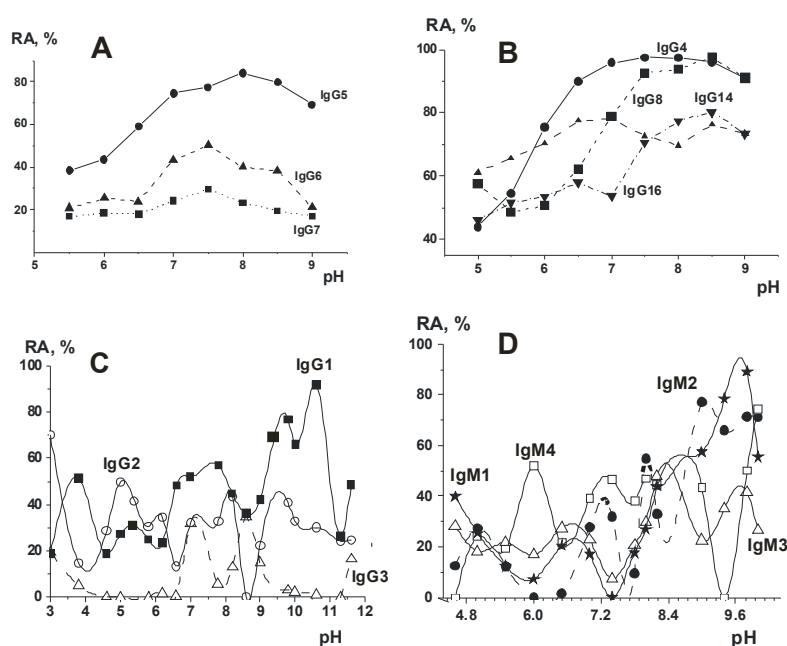 RA, %
A
80
60
40
20
IgG5
IgG6
IgG7
5 6 7 8 9
pH
RA, %
B
100
80
60
40
IgG4
IgG8
IgG14
IgG16
5 6 7 8 9
pH
RA, %
C
100
80
60
40
20
0
IgG1
IgG2
IgG3
3 4 5 6 7 8 9 10 11 12
pH
RA, %
D
100
80
60
40
20
0
IgM2
IgM4
IgM1
IgM3
4.8 6.0 7.2 8.4 9.6
pH